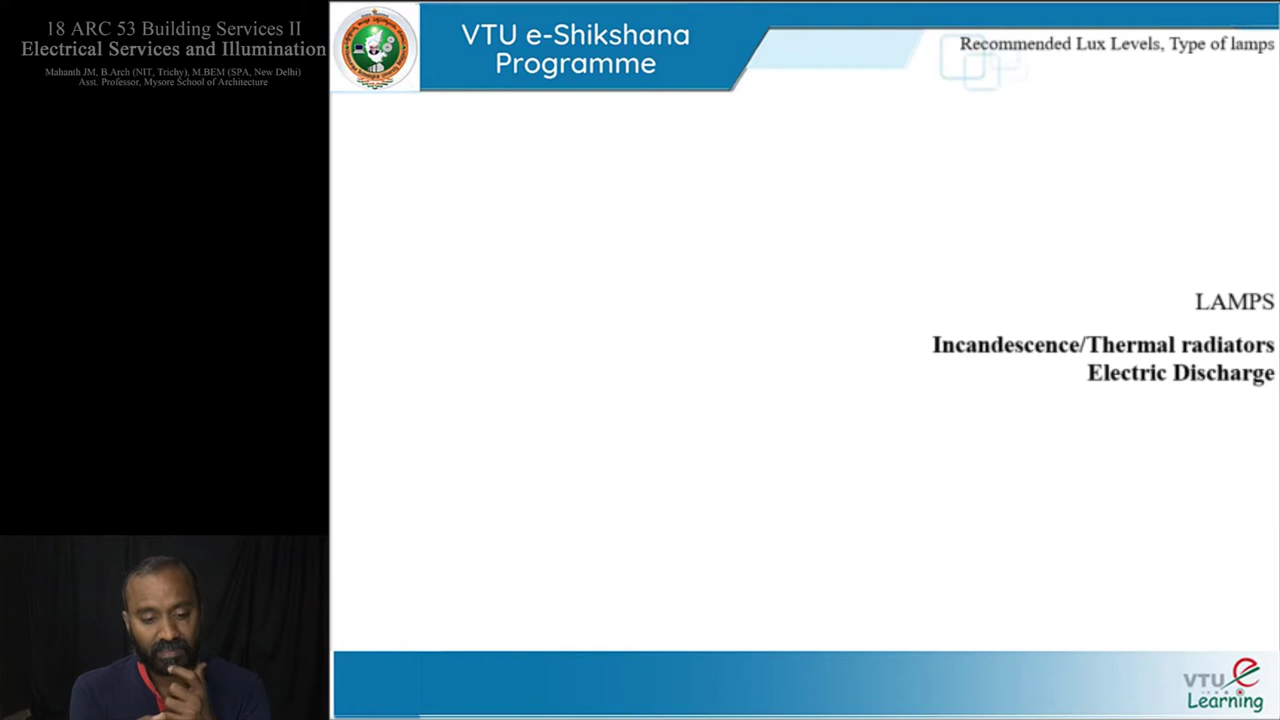 18 ARC 53 Building Services II
Electrical Services and Illumination
Mahanth JM, B.Arch (NIT, Trichy), M.BEM (SPA, New Delhi)
Asst. Professor, Mysore School of Architecture
VTU e-Shikshana
Programme
Recommended Lux Levels, Type of lamps
LAMPS
Incandescence/Thermal radiators
Electric Discharge
VTU e
Learning